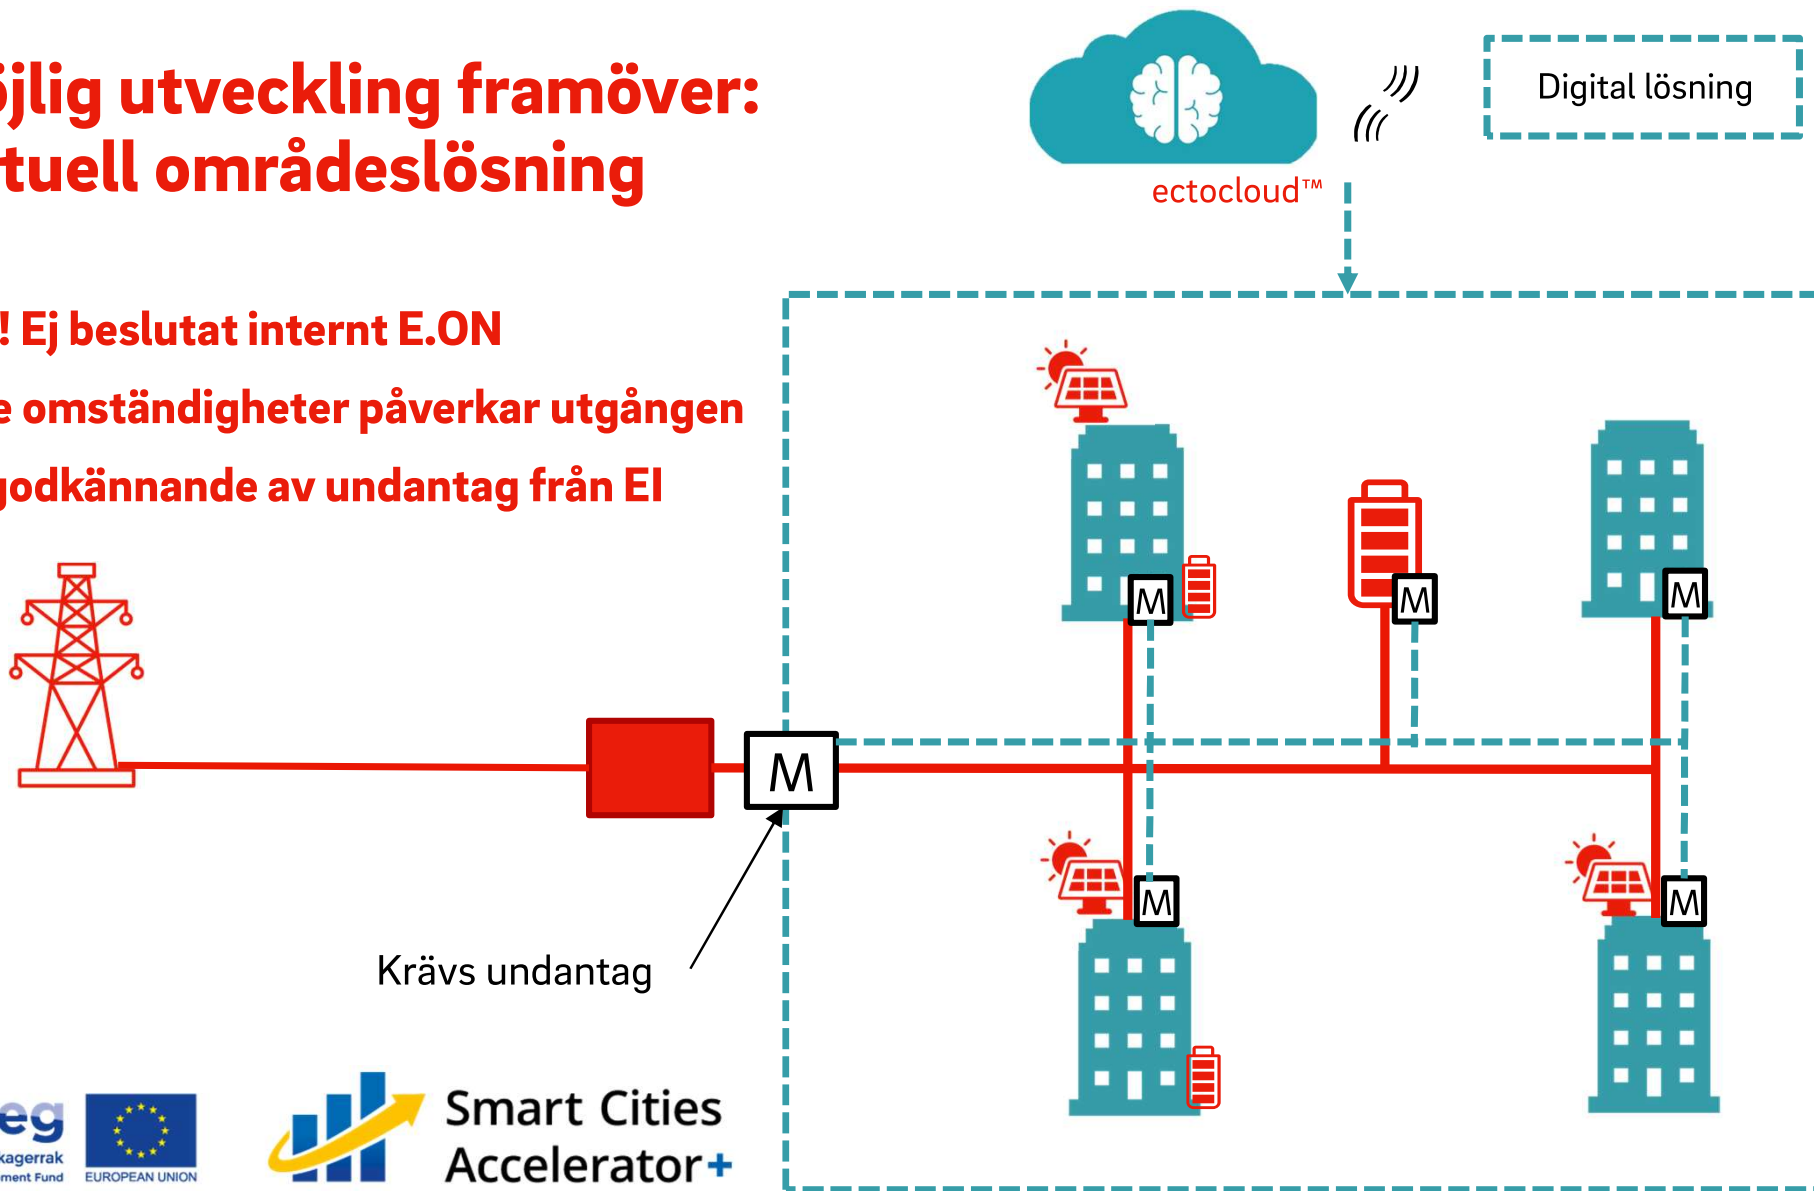 öjlig utveckling framöver:
tuell områdeslösning
! Ej beslutat internt E.ON
e omständigheter påverkar utgången
godkännande av undantag från EI
ectocloud™
Digital lösning
M
M
M
M
M
M
Krävs undantag
eg
kagerrak
ment Fund
EUROPEAN UNION
Smart Cities
Accelerator+